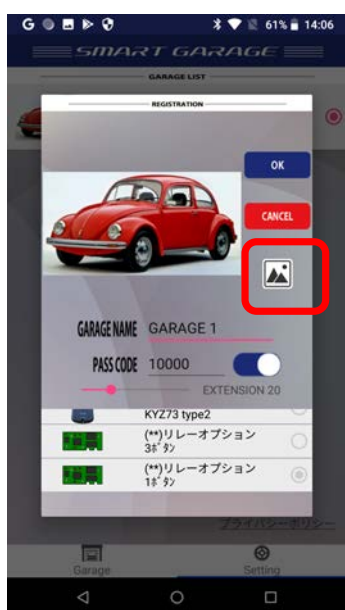 G 61% 14:06
SMART GARAGE
GARAGE LIST
REGISTRATION
OK
CANCEL
GARAGE NAME GARAGE 1
PASS CODE 10000
EXTENSION 20
KYZ73 type2
(**)リレーオプション
3ﾎﾞﾀﾝ
(**)リレーオプション
1ﾎﾞﾀﾝ
プライバシーポリシー
Garage Setting